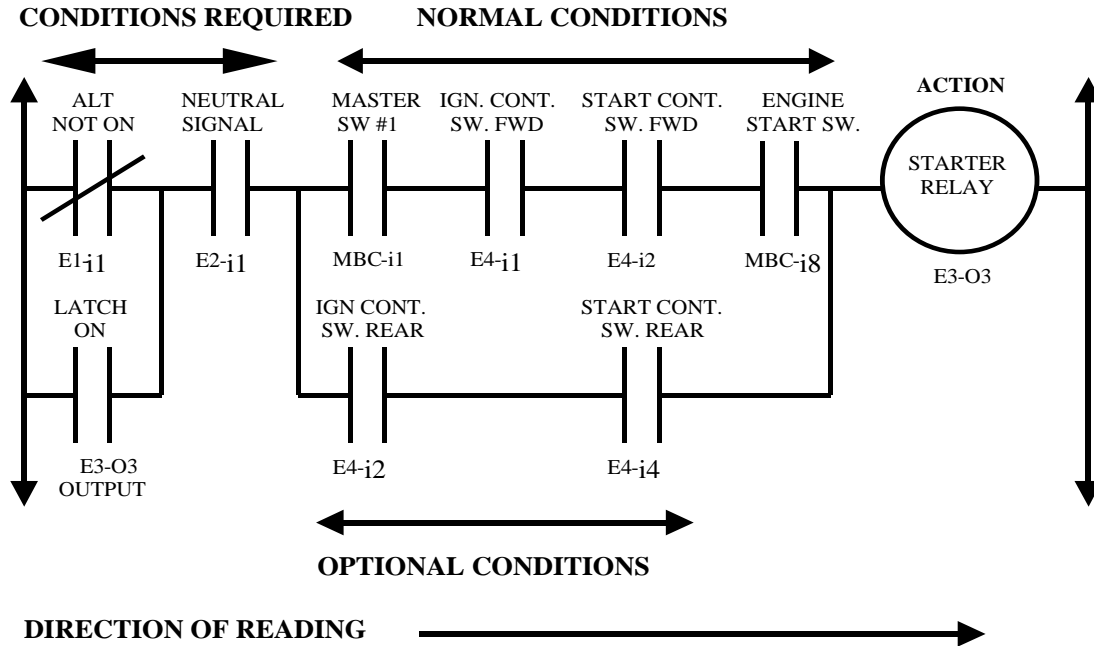 CONDITIONS REQUIRED
NORMAL CONDITIONS
ALT
NOT ON
NEUTRAL
SIGNAL
MASTER
SW #1
IGN. CONT.
SW. FWD
START CONT.
SW. FWD
ENGINE
START SW.
ACTION
STARTER
RELAY
E1-i1
E2-i1
MBC-i1
E4-i1
E4-i2
MBC-i8
E3-O3
LATCH
ON
IGN CONT.
SW. REAR
START CONT.
SW. REAR
E3-O3
OUTPUT
E4-i2
E4-i4
OPTIONAL CONDITIONS
DIRECTION OF READING